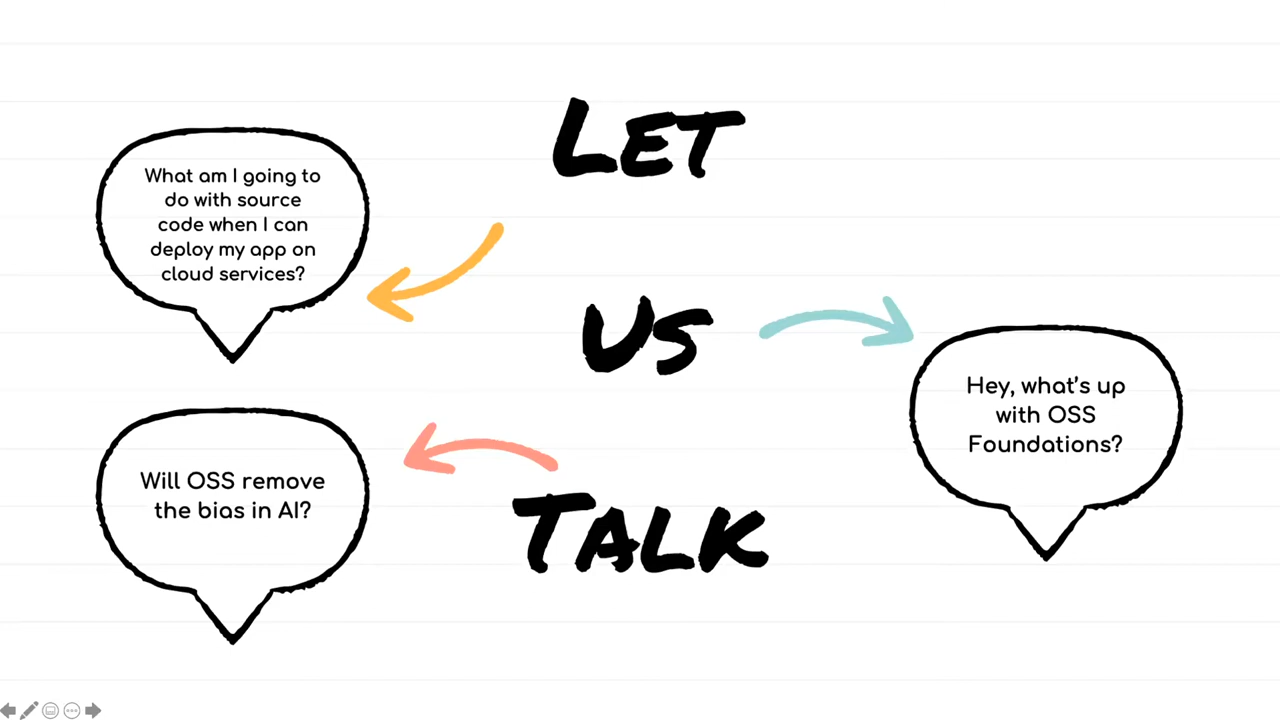 LET
US
TALK
What am I going to
do with source
code when I can
deploy my app on
cloud services?
Will OSS remove
the bias in AI?
Hey, what's up
with OSS
Foundations?